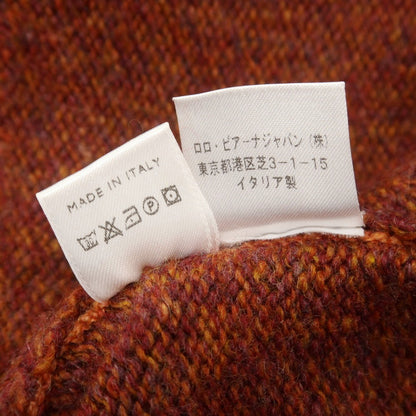 MADE IN ITALY
P
ロロ・ピアーナジャパン(株)
東京都港区芝3-1-15
イタリア製